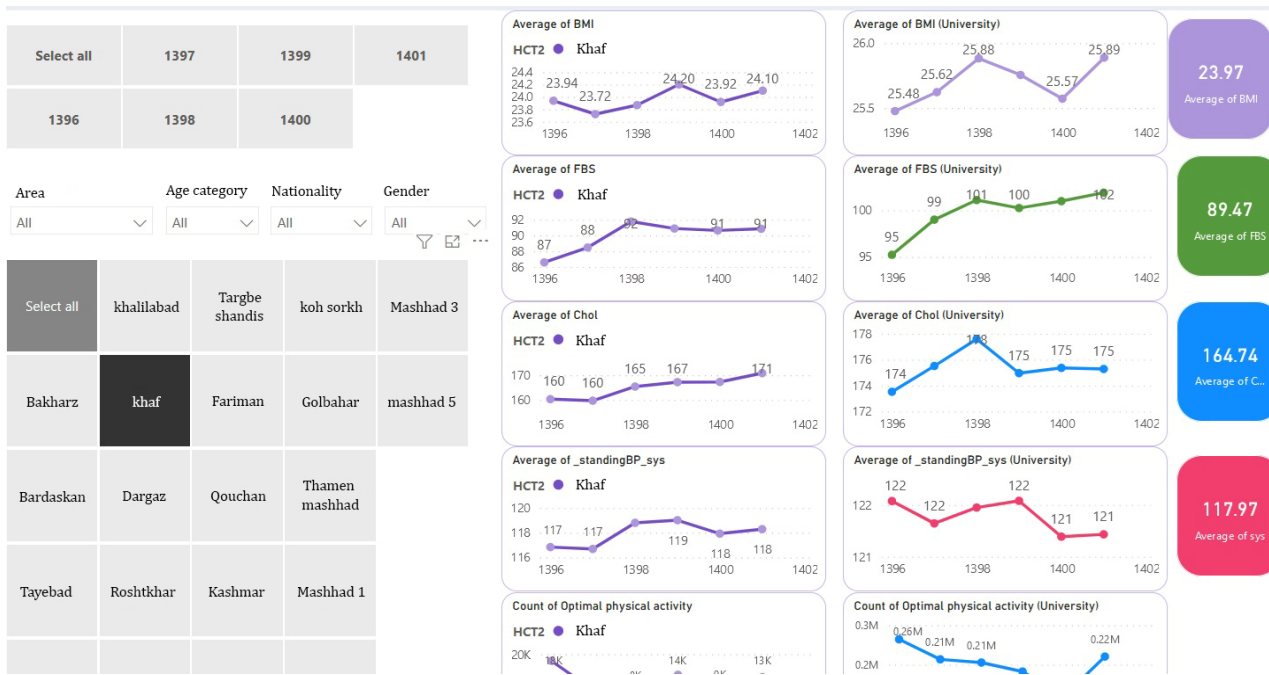 Select all 1397 1399 1401
1396 1398 1400
Area Age category Nationality Gender
All All All All
Select all khalilabad Targbe shandis koh sorkh Mashhad 3
Bakharz khaf Fariman Golbahar mashhad 5
Bardaskan Dargaz Qouchan Thamen mashhad
Tayebad Roshtkhar Kashmar Mashhad 1
Average of BMI
HCT2 Khaf
24.4
24.2
24.0
23.8
23.6
23.94 23.72 24.20 23.92 24.10
1396 1398 1400 1402
Average of BMI (University)
26.0
25.5
25.48 25.62 25.88 25.57 25.89
1396 1398 1400 1402
23.97
Average of BMI
Average of FBS
HCT2 Khaf
92
90
88
86
87 88 92 91 91
1396 1398 1400 1402
Average of FBS (University)
100
95
95 99 101 100 102
1396 1398 1400 1402
89.47
Average of FBS
Average of Chol
HCT2 Khaf
170
160
160 160 165 167 171
1396 1398 1400 1402
Average of Chol (University)
178
176
174
172
174 178 175 175 175
1396 1398 1400 1402
164.74
Average of C...
Average of _standingBP_sys
HCT2 Khaf
120
118
116
117 117 119 118 118
1396 1398 1400 1402
Average of _standingBP_sys (University)
122
121
122 122 122 121 121
1396 1398 1400 1402
117.97
Average of sys
Count of Optimal physical activity
HCT2 Khaf
20K
14K 13K
Count of Optimal physical activity (University)
0.3M
0.2M
0.26M 0.21M 0.21M 0.22M